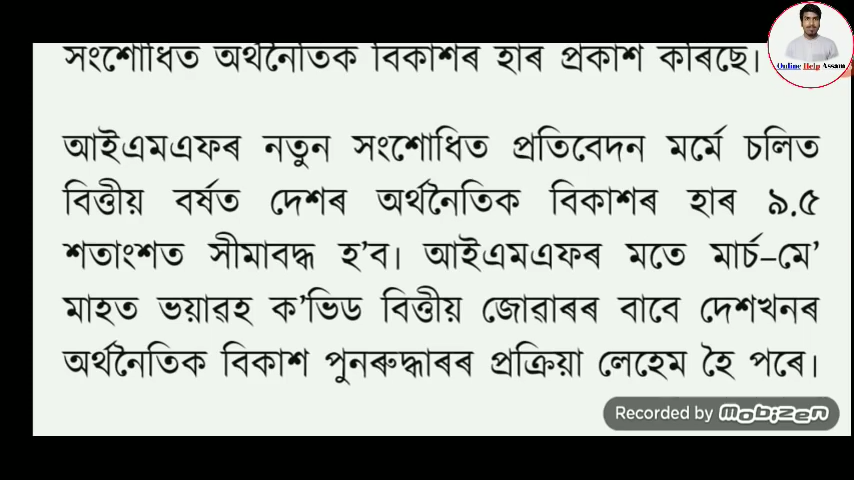 সংশোধিত অৰ্থনৈতিক বিকাশৰ হাৰ প্ৰকাশ কৰিছে।
Online Help Assam
আইএমএফৰ নতুন সংশোধিত প্ৰতিবেদন মৰ্মে চলিত
বিত্তীয় বৰ্ষত দেশৰ অৰ্থনৈতিক বিকাশৰ হাৰ ৯.৫
শতাংশত সীমাবদ্ধ হ’ব। আইএমএফৰ মতে মাৰ্চ–মে’
মাহত ভয়াৱহ ক’ভিড বিত্তীয় জোৱাৰৰ বাবে দেশখনৰ
অৰ্থনৈতিক বিকাশ পুনৰুদ্ধাৰৰ প্ৰক্ৰিয়া লেহেম হৈ পৰে।
Recorded by MOBIZEN